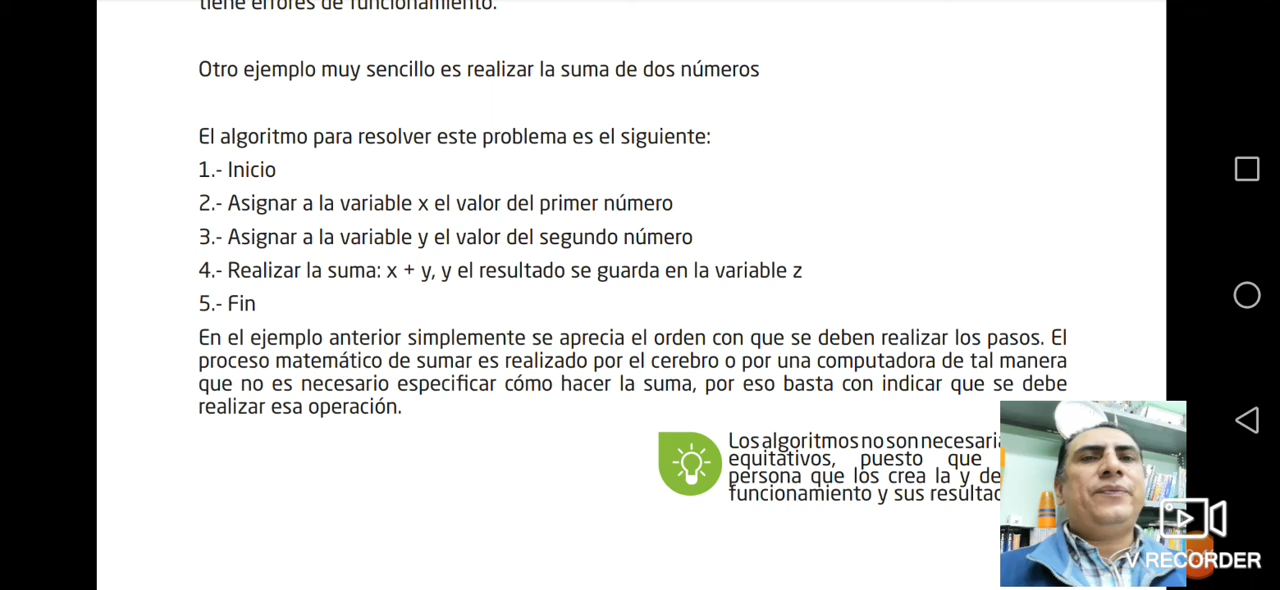 tiene errores de funcionamiento.
Otro ejemplo muy sencillo es realizar la suma de dos números
El algoritmo para resolver este problema es el siguiente:
1.- Inicio
2.- Asignar a la variable x el valor del primer número
3.- Asignar a la variable y el valor del segundo número
4.- Realizar la suma: x + y, y el resultado se guarda en la variable z
5.- Fin
En el ejemplo anterior simplemente se aprecia el orden con que se deben realizar los pasos. El
proceso matemático de sumar es realizado por el cerebro o por una computadora de tal manera
que no es necesario especificar cómo hacer la suma, por eso basta con indicar que se debe
realizar esa operación.
Los algoritmos no son
equitativos, puesto que
persona que los crea la y
funcionamiento y sus
V RECORDER